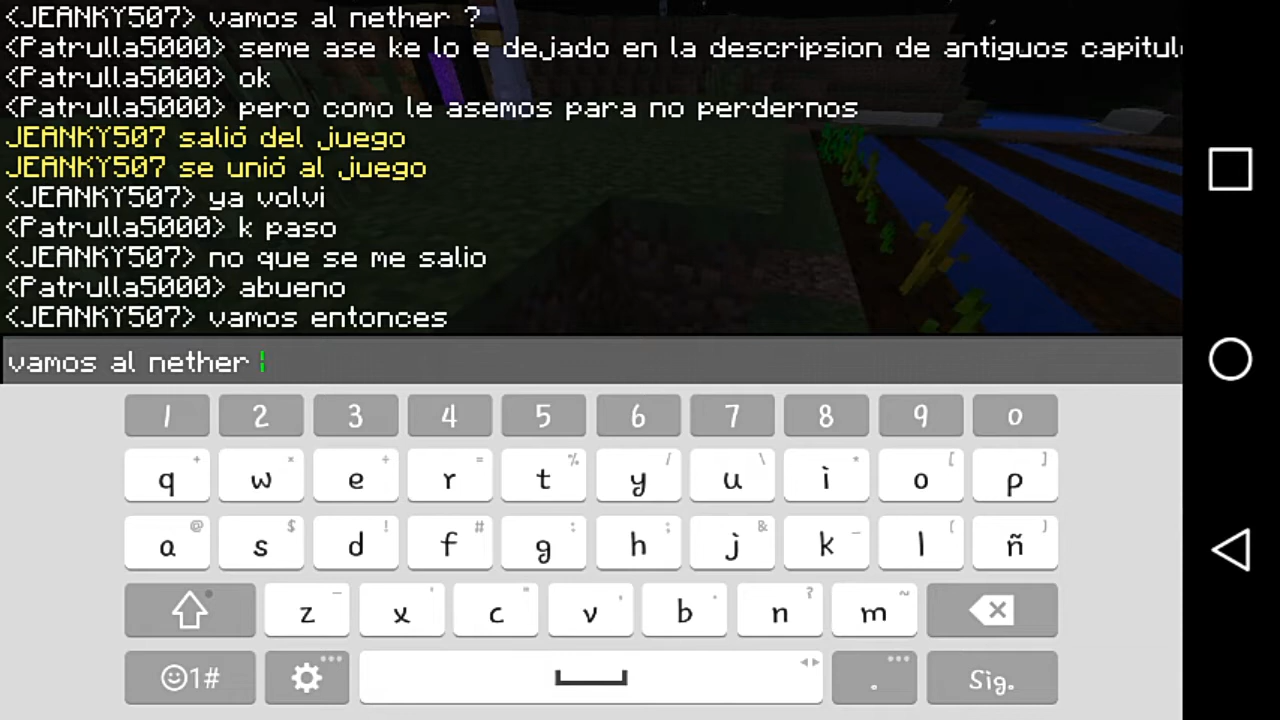 <JEANKY507> vamos al nether ?
<Patrulla5000> seme ase ke lo e dejado en la descripsion de antiguos capitulo
<Patrulla5000> ok
<Patrulla5000> pero como le asemos para no perdernos
JEANKY507 salió del juego
JEANKY507 se unió al juego
<JEANKY507> ya volvi
<Patrulla5000> k paso
<JEANKY507> no que se me salio
<Patrulla5000> abueno
<JEANKY507> vamos entonces
vamos al nether
1 2 3 4 5 6 7 8 9 0
q + w × e ÷ r = t % y / u \ i * o [ p ]
a @ s $ d ! f # g : h ; j & k _ l ( ñ )
z - x ' c " v , b . n ? m ~
1# . Sig.